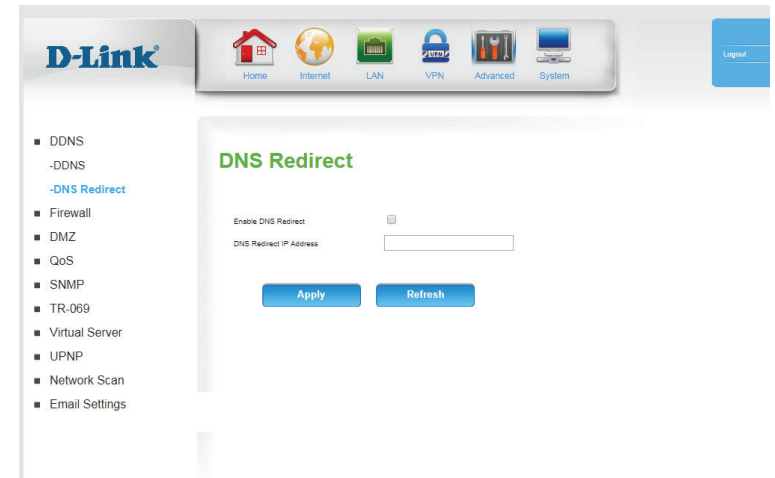 D-Link®
Home Internet LAN VPN Advanced System
Logout
DDNS
-DDNS
-DNS Redirect
Firewall
DMZ
QoS
SNMP
TR-069
Virtual Server
UPNP
Network Scan
Email Settings
DNS Redirect
Enable DNS Redirect
DNS Redirect IP Address
Apply Refresh